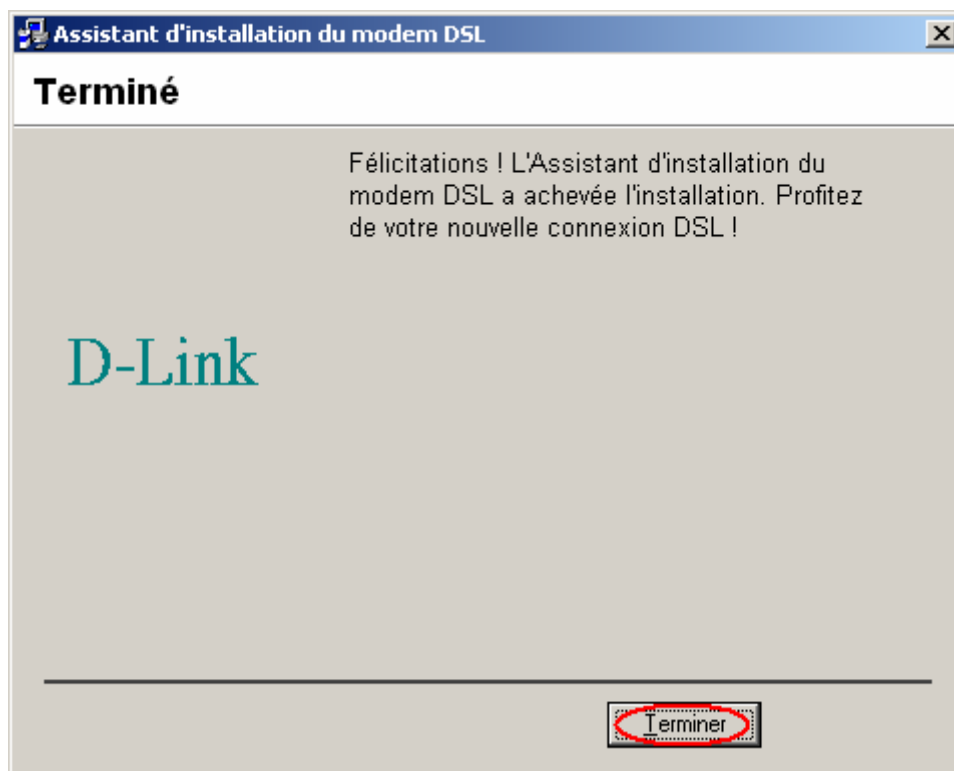 Assistant d'installation du modem DSL
Terminé
Félicitations ! L'Assistant d'installation du
modem DSL a achevée l'installation. Profitez
de votre nouvelle connexion DSL !
D-Link
Terminer